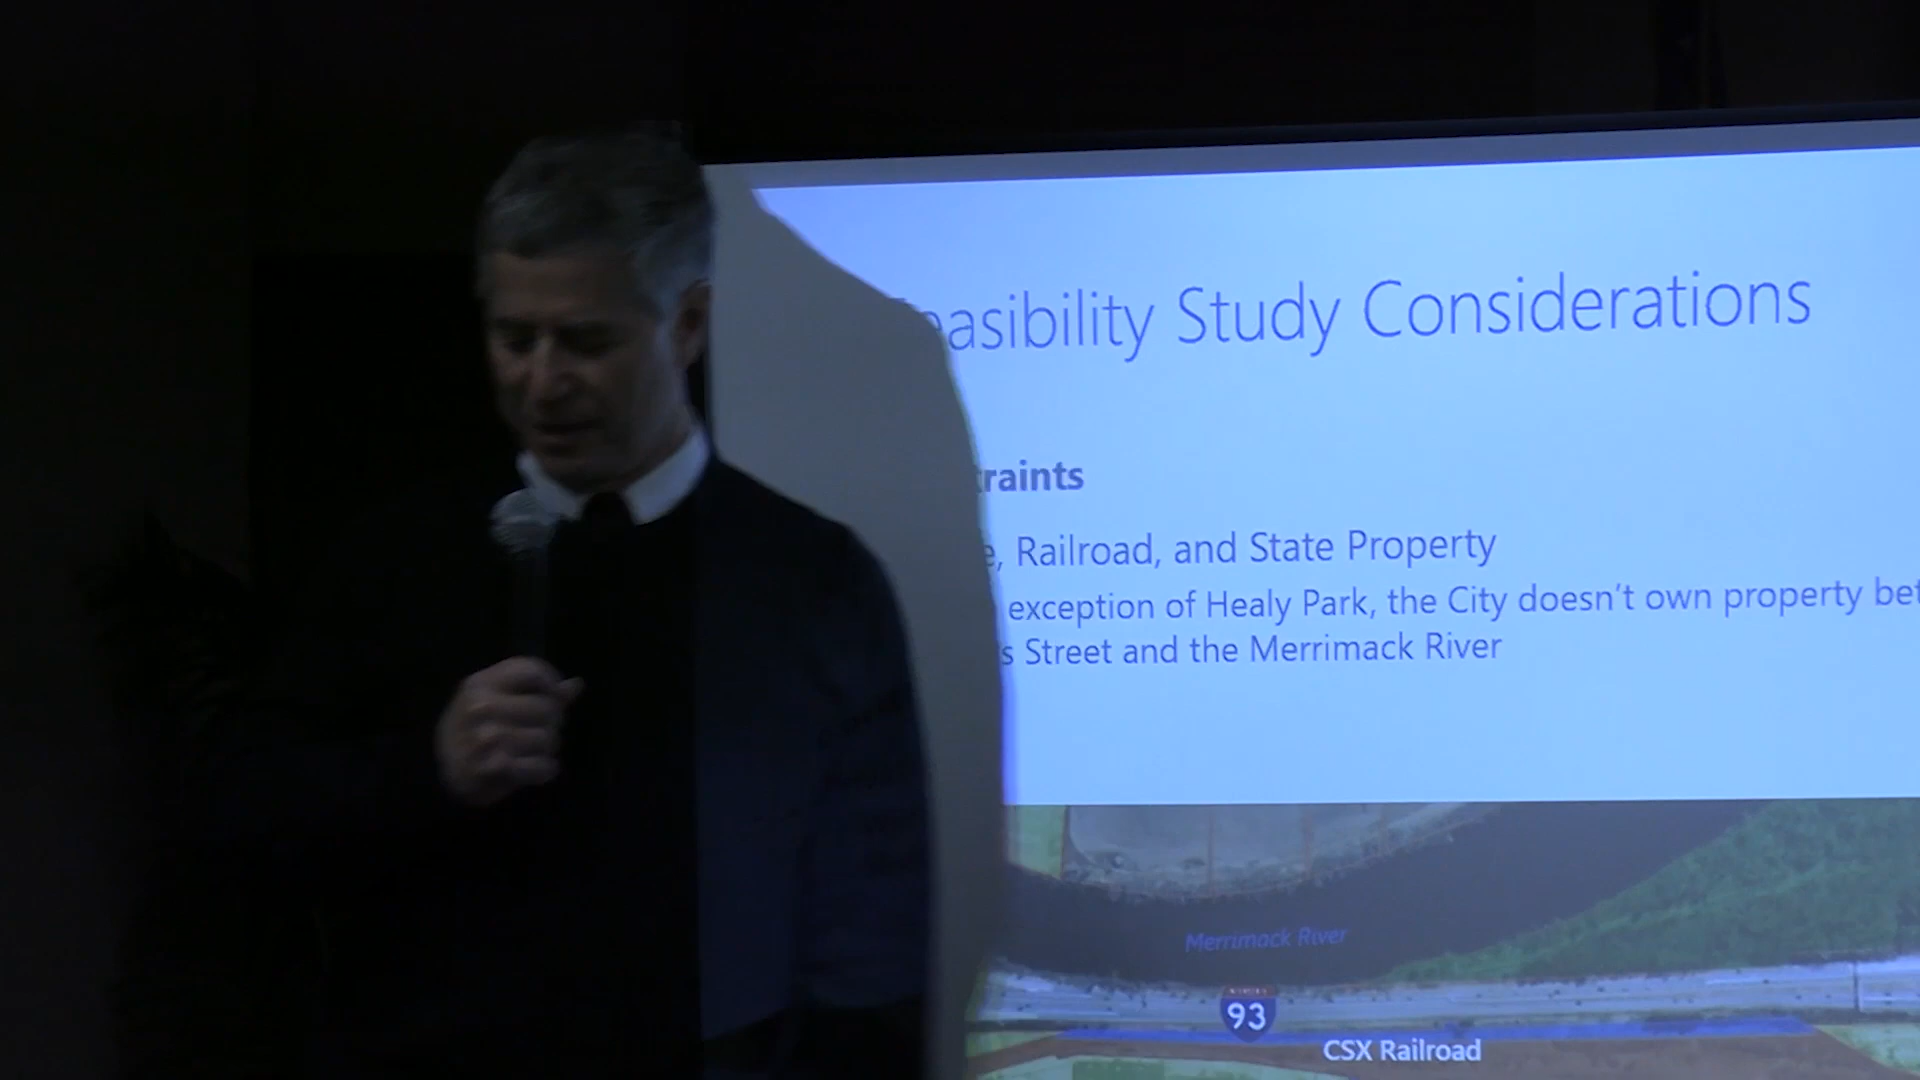 easibility Study Considerations
raints
e, Railroad, and State Property
exception of Healy Park, the City doesn't own property bet
s Street and the Merrimack River
Merrimack River
93
CSX Railroad